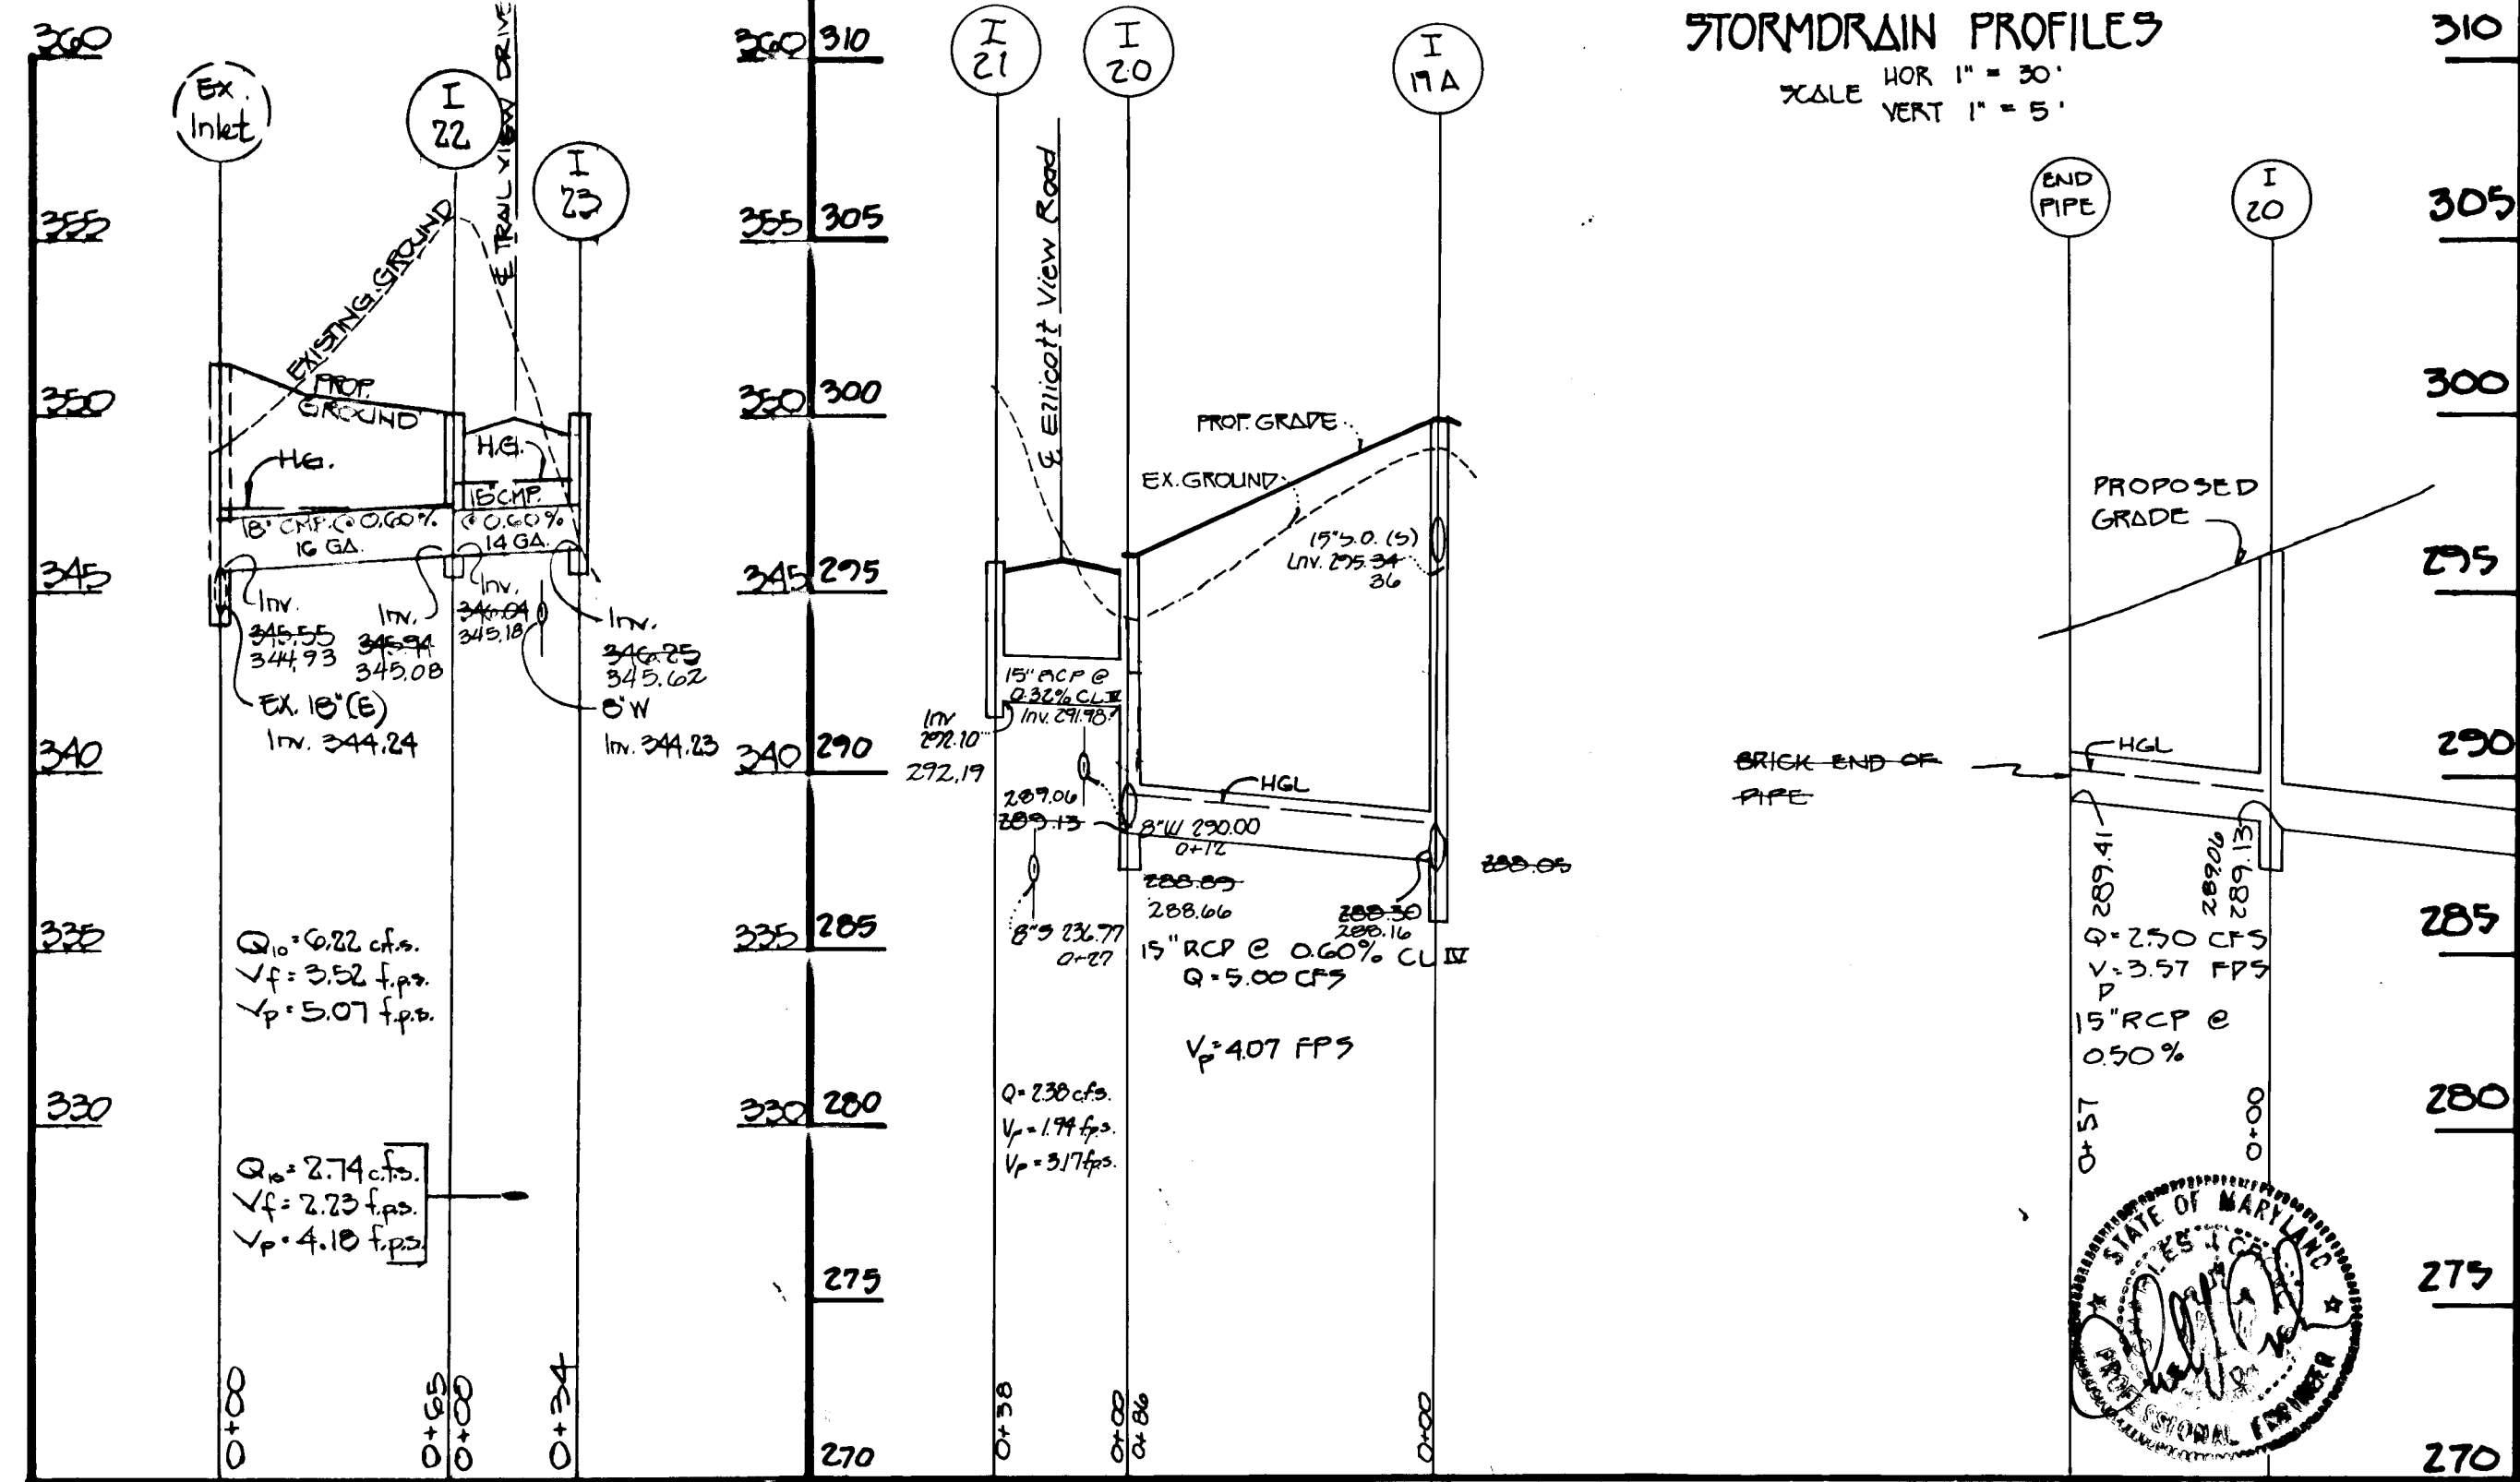 STORMDRAIN PROFILES
SCALE HOR 1" = 30'
VERT 1" = 5'
360
355
350
345
340
335
330
Ex.
Inlet
I
22
I
23
℄ TRAIL VIEW DRIVE
EXISTING GROUND
PROP.
GROUND
H.G.
H.G.
18" CMP. @ 0.60%
16 GA.
15" CMP.
@ 0.60%
14 GA.
Inv.
345.55
344.93
Inv.
345.94
345.08
Inv.
346.04
345.18
Inv.
346.25
345.62
EX. 18" (E)
Inv. 344.24
8" W
Inv. 344.23
Q10 = 6.22 c.f.s.
Vf = 3.52 f.p.s.
Vp = 5.07 f.p.s.
Q10 = 2.74 c.f.s.
Vf = 2.23 f.p.s.
Vp = 4.18 f.p.s.
0+00
0+65
0+00
0+34
360 310
355 305
350 300
345 295
340 290
335 285
330 280
275
270
I
21
I
20
I
19A
℄ Ellicott View Road
PROP. GRADE
EX. GROUND
15" S.D. (S)
Inv. 295.34
36
15" RCP @
0.32% CL IV
Inv. 291.98
Inv
292.10
292.19
289.06
289.13
HGL
8" W 290.00
0+12
288.89
288.66
288.30
288.16
288.05
8" S 236.77
0+27
15" RCP @ 0.60% CL IV
Q = 5.00 CFS
Vp = 4.07 FPS
Q = 2.38 cfs.
VF = 1.94 fps.
Vp = 3.17 fps.
0+38
0+00
0+86
0+00
END
PIPE
I
20
PROPOSED
GRADE
HGL
BRICK END OF
PIPE
289.41
289.06
289.13
Q = 2.50 CFS
V = 3.57 FPS
P
15" RCP @
0.50%
0+57
0+00
310
305
300
295
290
285
280
275
270
STATE OF MARYLAND
PROFESSIONAL ENGINEER